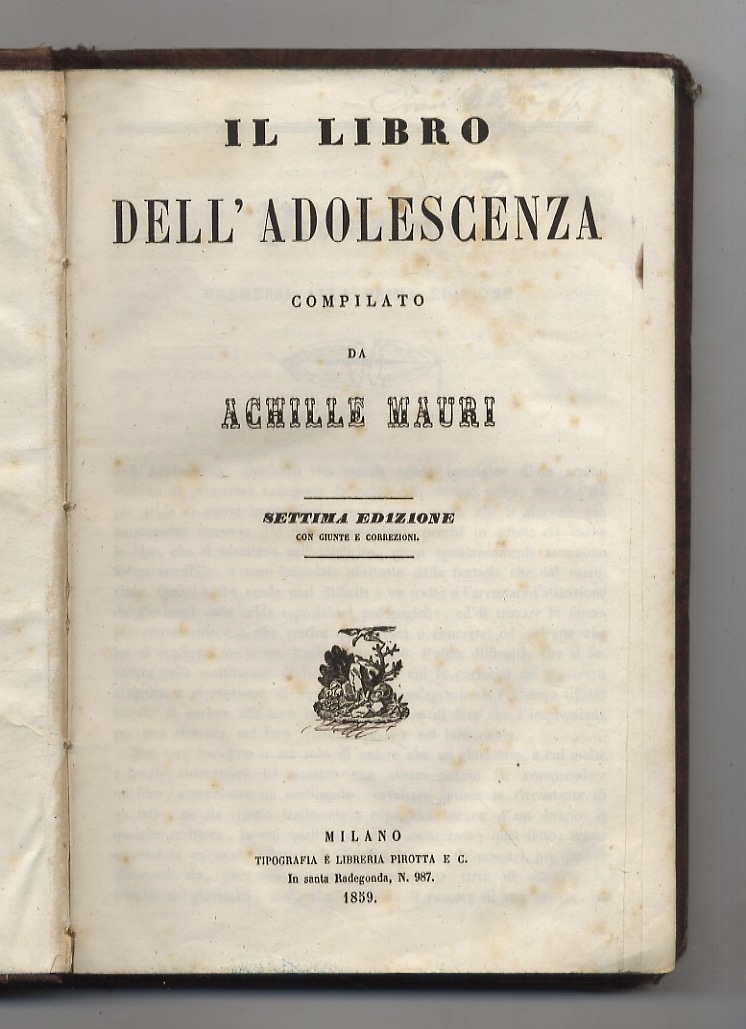 IL LIBRO
DELL'ADOLESCENZA
COMPILATO
DA
ACHILLE MAURI
SETTIMA EDIZIONE
CON GIUNTE E CORREZIONI.
MILANO
TIPOGRAFIA E LIBRERIA PIROTTA E C.
In santa Radegonda, N. 987.
1859.